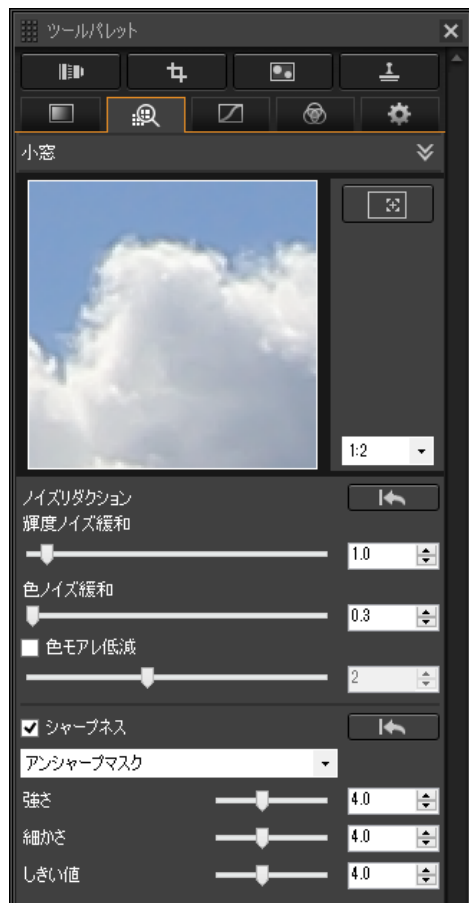 ツールパレット
小窓
1:2
ノイズリダクション
輝度ノイズ緩和
1.0
色ノイズ緩和
0.3
色モアレ低減
2
シャープネス
アンシャープマスク
強さ
4.0
細かさ
4.0
しきい値
4.0